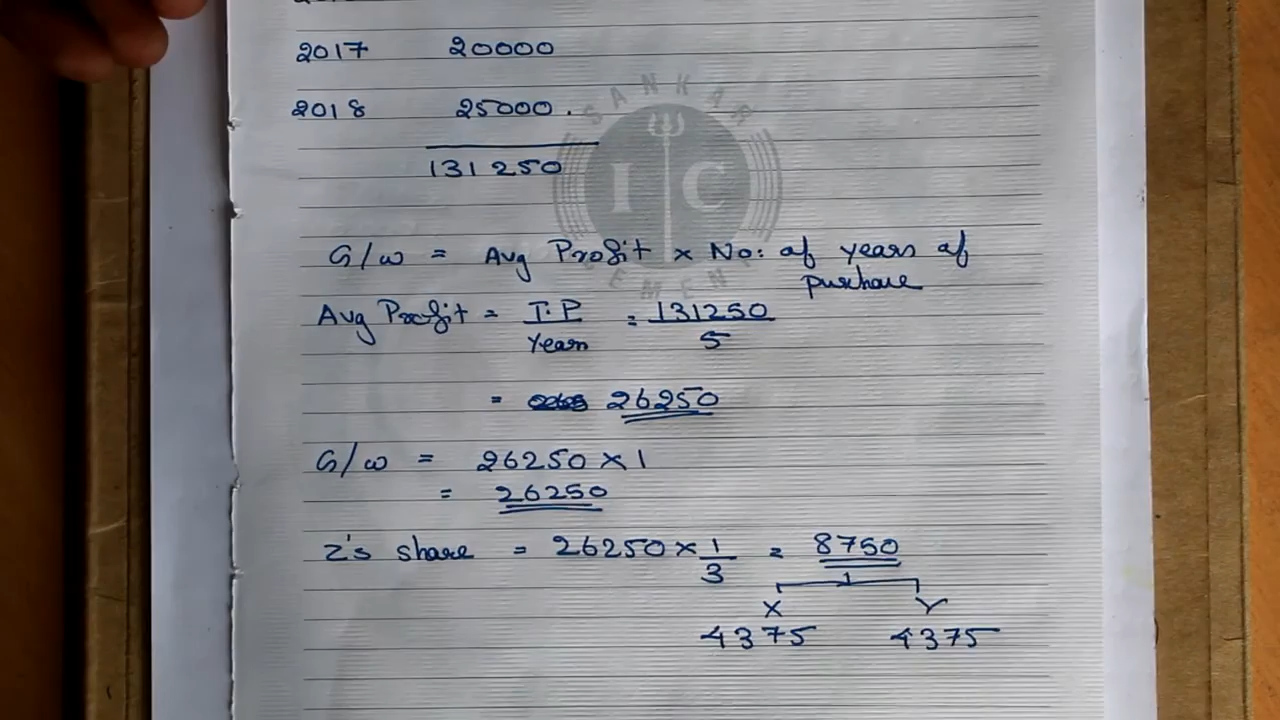 2017 20000
2018 25000.
131250
G/w = Avg Profit × No: of years of
purchase
Avg Profit = T.P / Years = 131250 / 5
= 26250
G/w = 26250 × 1
= 26250
Z's share = 26250 × 1/3 = 8750
X Y
4375 4375
SANKAR
I C